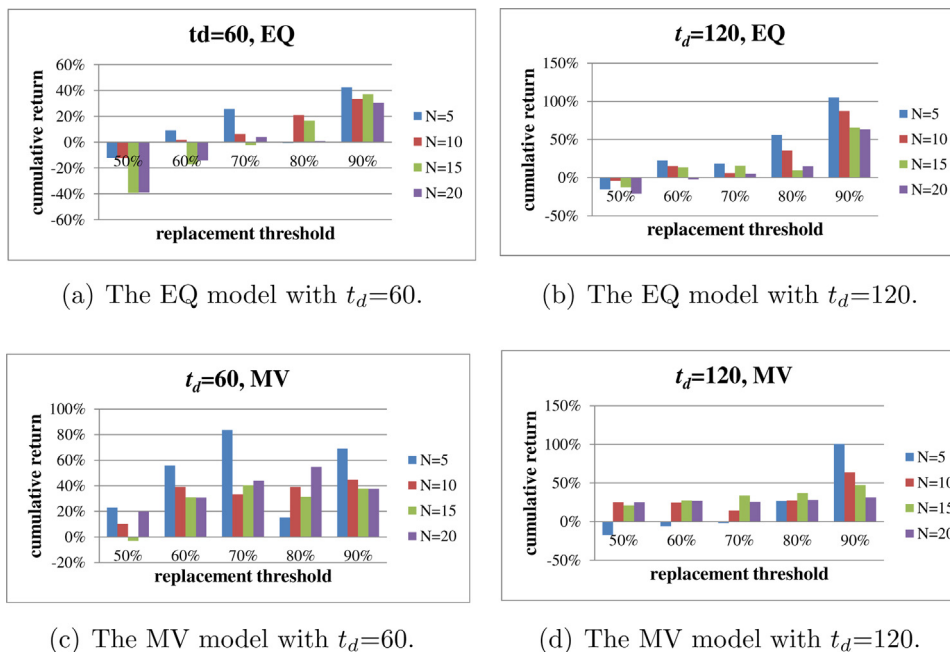 td=60, EQ
60%
40%
20%
0%
-20%
-40%
-60%
cumulative return
50% 60% 70% 80% 90%
replacement threshold
N=5
N=10
N=15
N=20
(a) The EQ model with t_d=60.
t_d=120, EQ
150%
100%
50%
0%
-50%
cumulative return
50% 60% 70% 80% 90%
replacement threshold
N=5
N=10
N=15
N=20
(b) The EQ model with t_d=120.
t_d=60, MV
100%
80%
60%
40%
20%
0%
-20%
cumulative return
50% 60% 70% 80% 90%
replacement threshold
N=5
N=10
N=15
N=20
(c) The MV model with t_d=60.
t_d=120, MV
150%
100%
50%
0%
-50%
cumulative return
50% 60% 70% 80% 90%
replacement threshold
N=5
N=10
N=15
N=20
(d) The MV model with t_d=120.